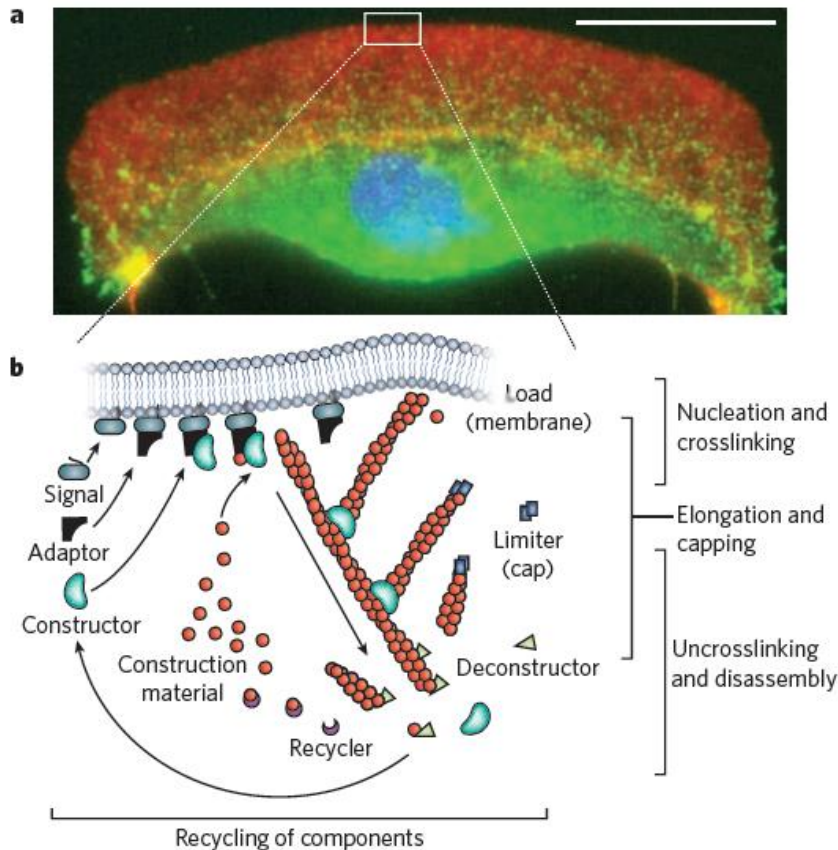 a
b
Load
(membrane)
Nucleation and
crosslinking
Signal
Adaptor
Constructor
Construction
material
Recycler
Limiter
(cap)
Deconstructor
Elongation and
capping
Uncrosslinking
and disassembly
Recycling of components